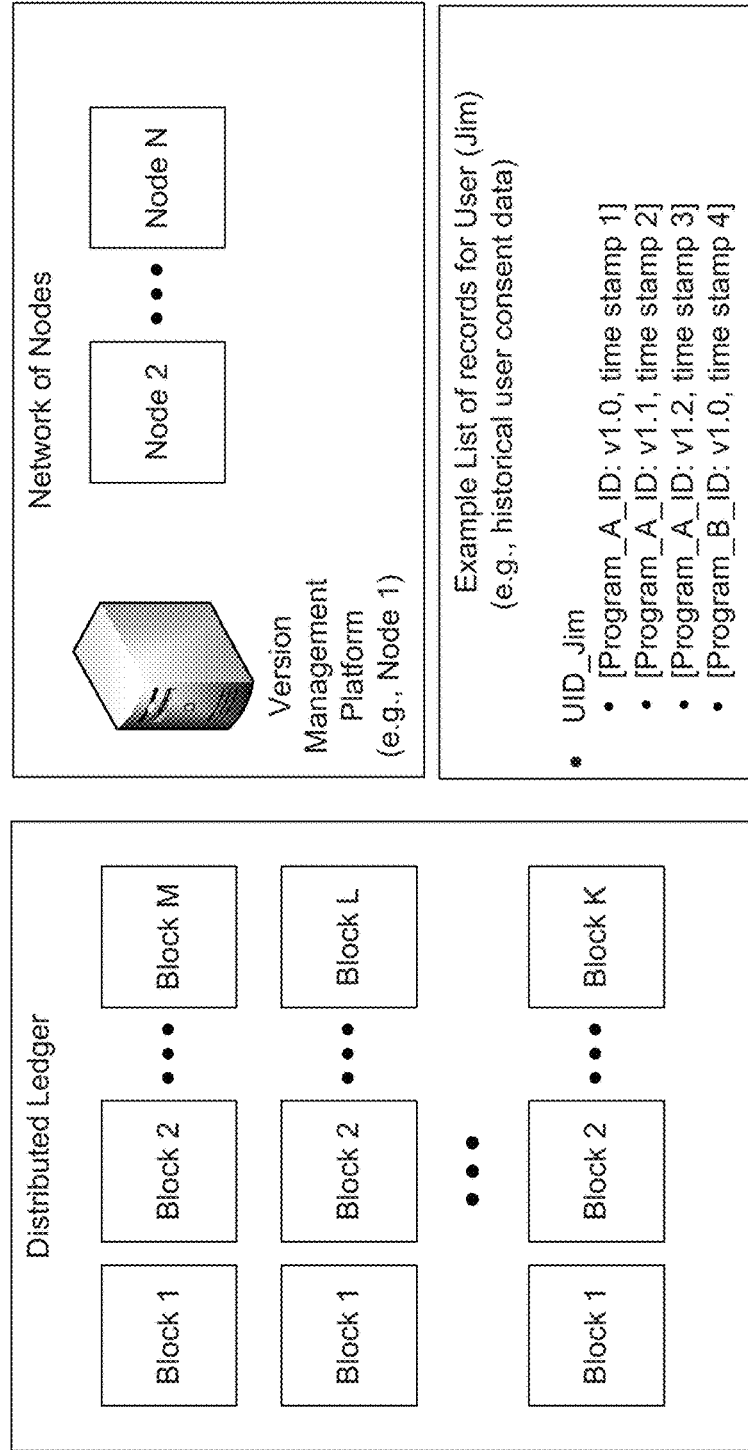 Distributed Ledger
Block 1
Block 2
•••
Block M
Block 1
Block 2
•••
Block L
•••
Block 1
Block 2
•••
Block K
Network of Nodes
Version
Management
Platform
(e.g., Node 1)
Node 2
•••
Node N
Example List of records for User (Jim)
(e.g., historical user consent data)
• UID_Jim
• [Program_A_ID: v1.0, time stamp 1]
• [Program_A_ID: v1.1, time stamp 2]
• [Program_A_ID: v1.2, time stamp 3]
• [Program_B_ID: v1.0, time stamp 4]